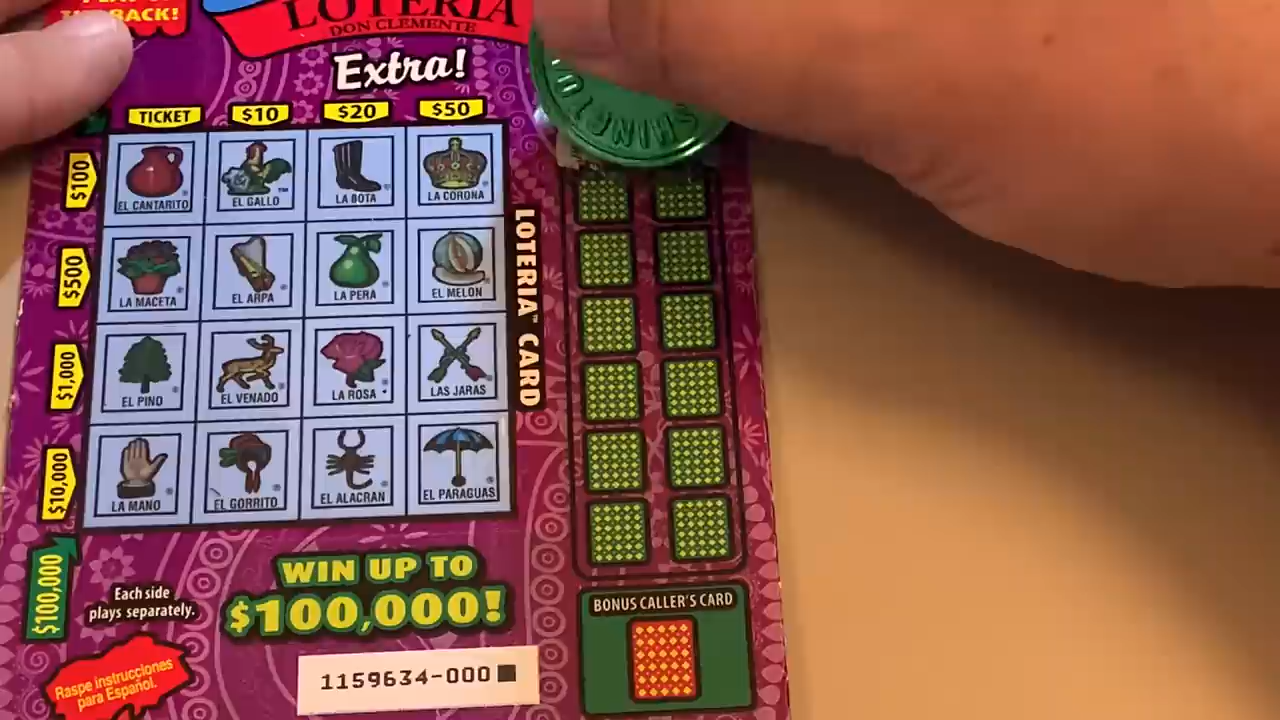 BACK!
LOTERIA
DON CLEMENTE
Extra!
TICKET $10 $20 $50
$100
EL CANTARITO EL GALLO LA BOTA LA CORONA
$500
LA MACETA EL ARPA LA PERA EL MELON
$1,000
EL PINO EL VENADO LA ROSA LAS JARAS
$10,000
LA MANO EL GORRITO EL ALACRAN EL PARAGUAS
$100,000
LOTERIA™ CARD
Each side
plays separately.
WIN UP TO
$100,000!
BONUS CALLER'S CARD
Raspe instrucciones
para Español.
1159634-000